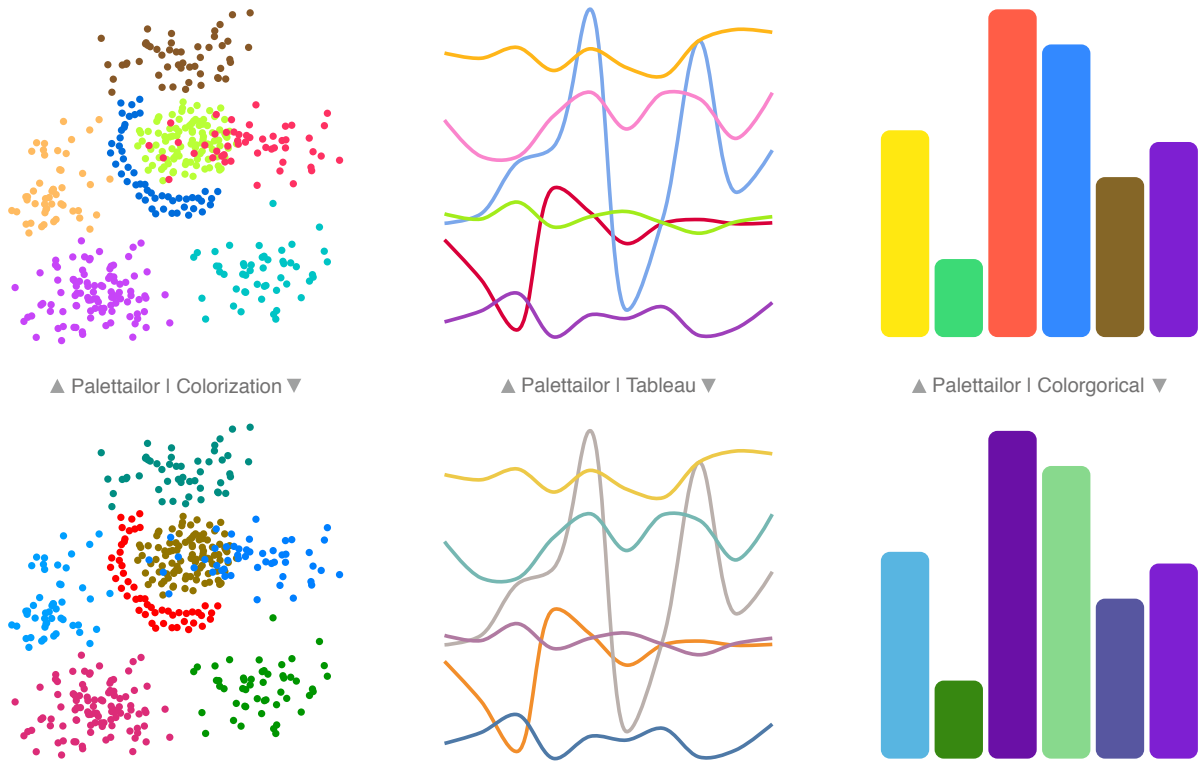 ▲ Palettailor | Colorization ▼
▲ Palettailor | Tableau ▼
▲ Palettailor | Colorgorical ▼